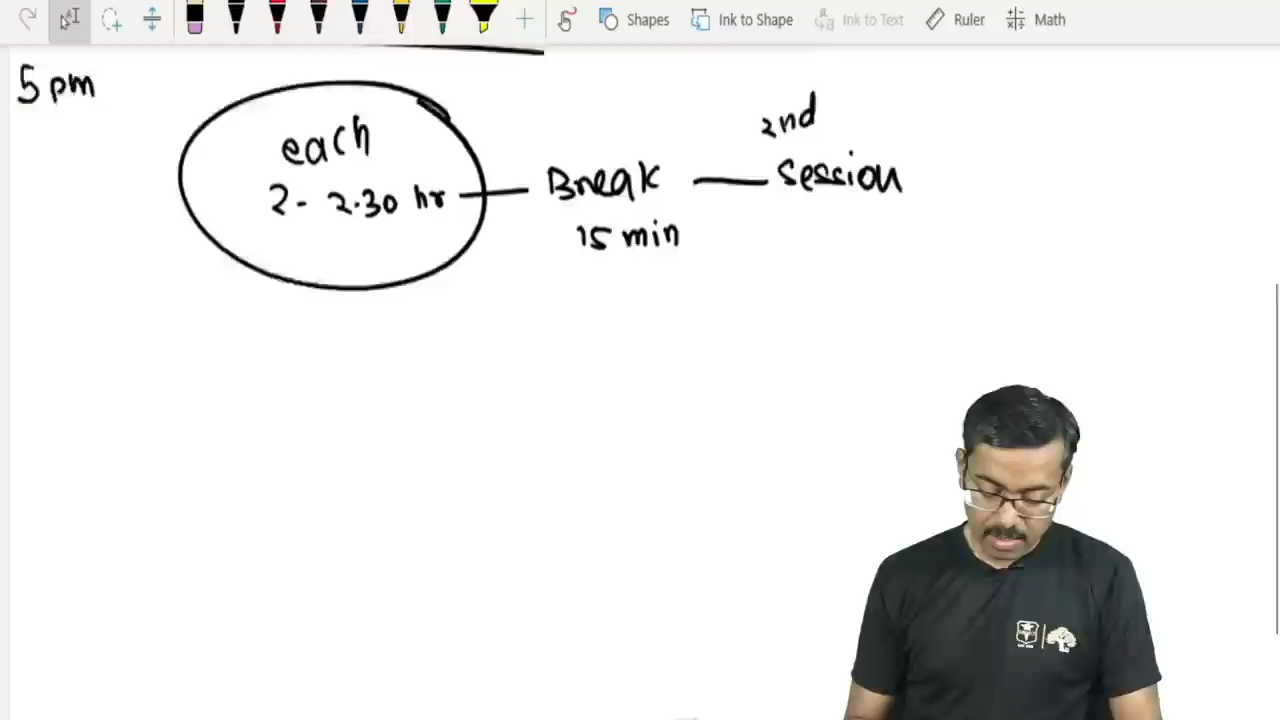 Shapes Ink to Shape Ink to Text Ruler Math
5 pm
each
2 - 2.30 hr — Break — 2nd Session
15 min